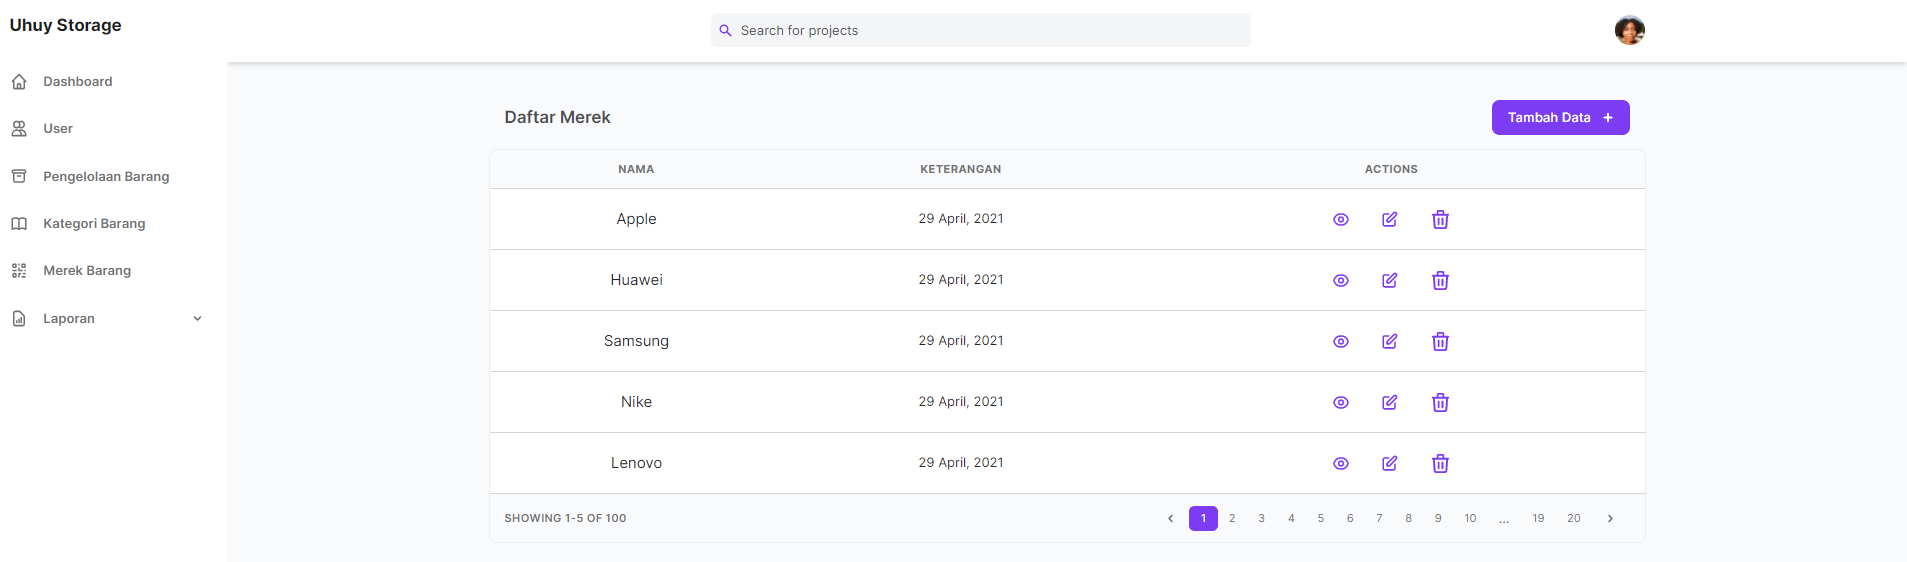 Uhuy Storage
Search for projects
Dashboard
User
Pengelolaan Barang
Kategori Barang
Merek Barang
Laporan
Daftar Merek
Tambah Data +
NAMA KETERANGAN ACTIONS
Apple 29 April, 2021
Huawei 29 April, 2021
Samsung 29 April, 2021
Nike 29 April, 2021
Lenovo 29 April, 2021
SHOWING 1-5 OF 100 1 2 3 4 5 6 7 8 9 10 ... 19 20